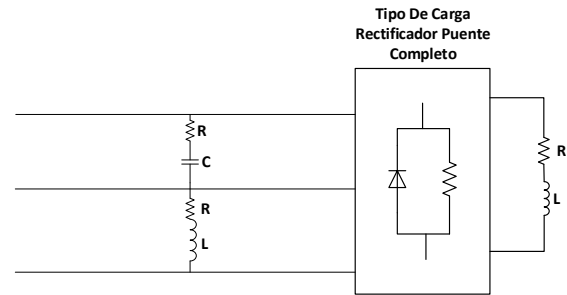 Tipo De Carga
Rectificador Puente
Completo
R
C
R
L
R
L